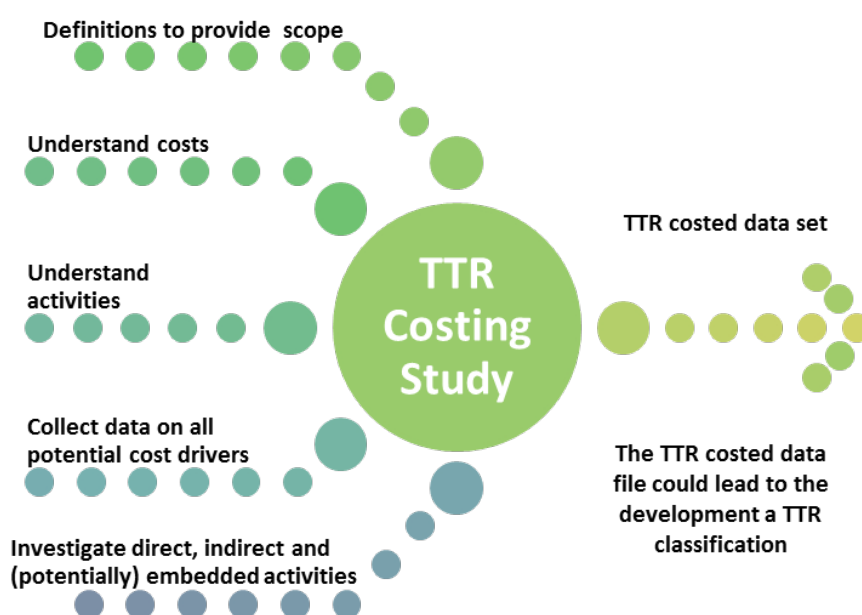 Definitions to provide scope
Understand costs
Understand
activities
Collect data on all
potential cost drivers
Investigate direct, indirect and
(potentially) embedded activities
TTR
Costing
Study
TTR costed data set
The TTR costed data
file could lead to the
development a TTR
classification